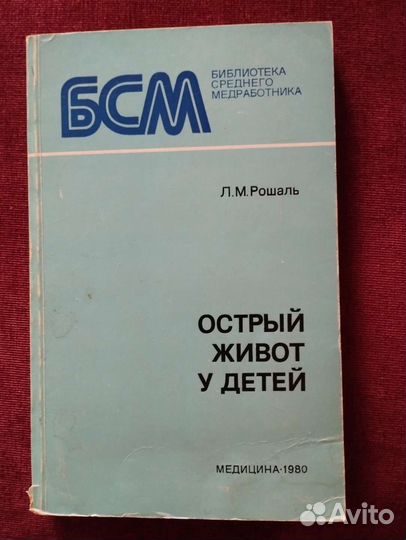 БСМ
БИБЛИОТЕКА
СРЕДНЕГО
МЕДРАБОТНИКА
Л.М.Рошаль
ОСТРЫЙ
ЖИВОТ
У ДЕТЕЙ
МЕДИЦИНА·1980
Avito